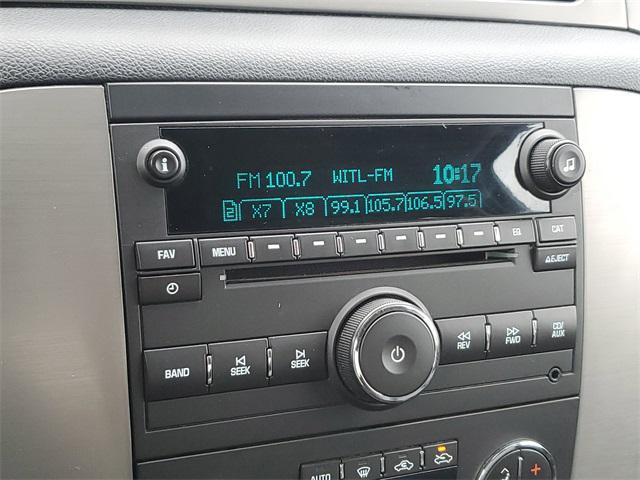 i
FM 100.7 WITL-FM 10:17
2 X7 X8 99.1 105.7 106.5 97.5
FAV MENU EQ CAT
EJECT
BAND SEEK SEEK REV FWD CD/AUX
AUTO